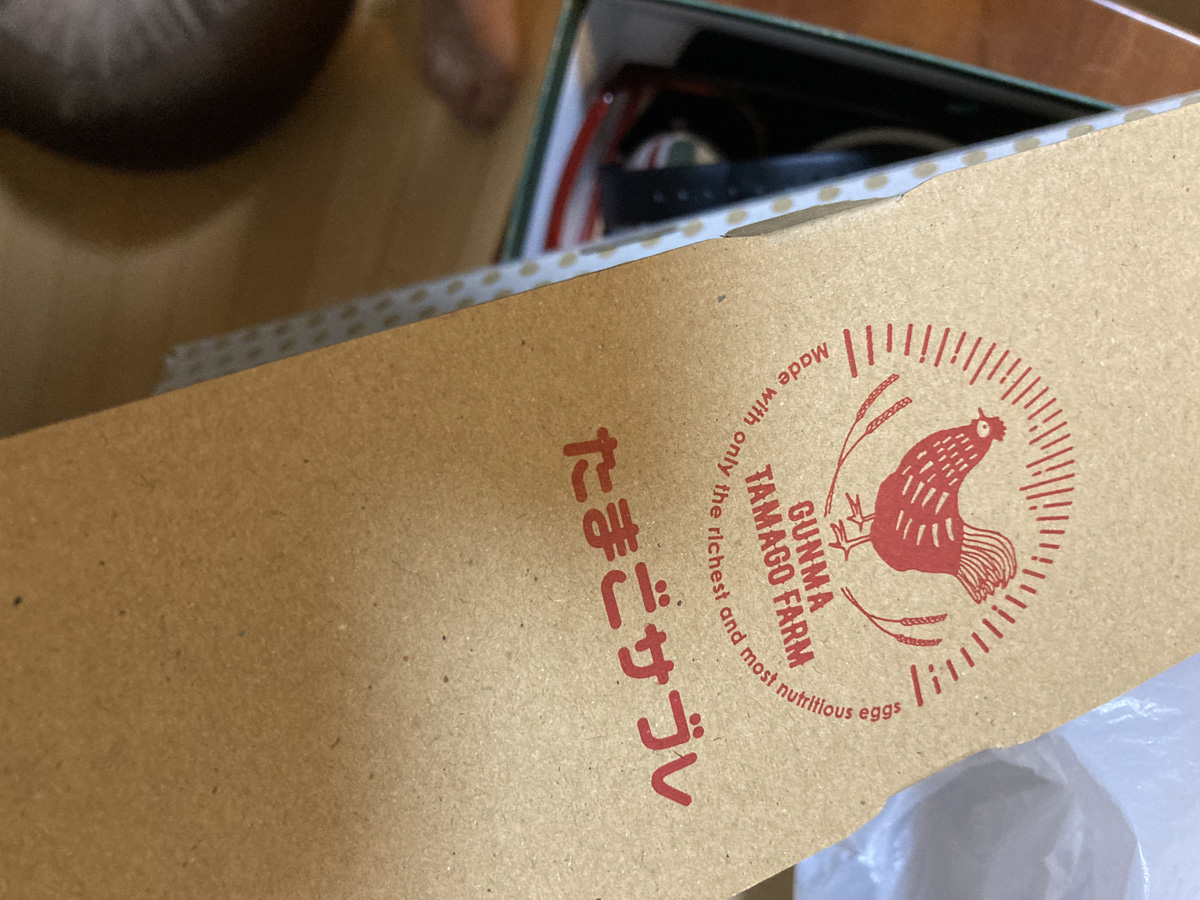 GUNMA
TAMAGO FARM
Made with only the richest and most nutritious eggs
たまごサブレ